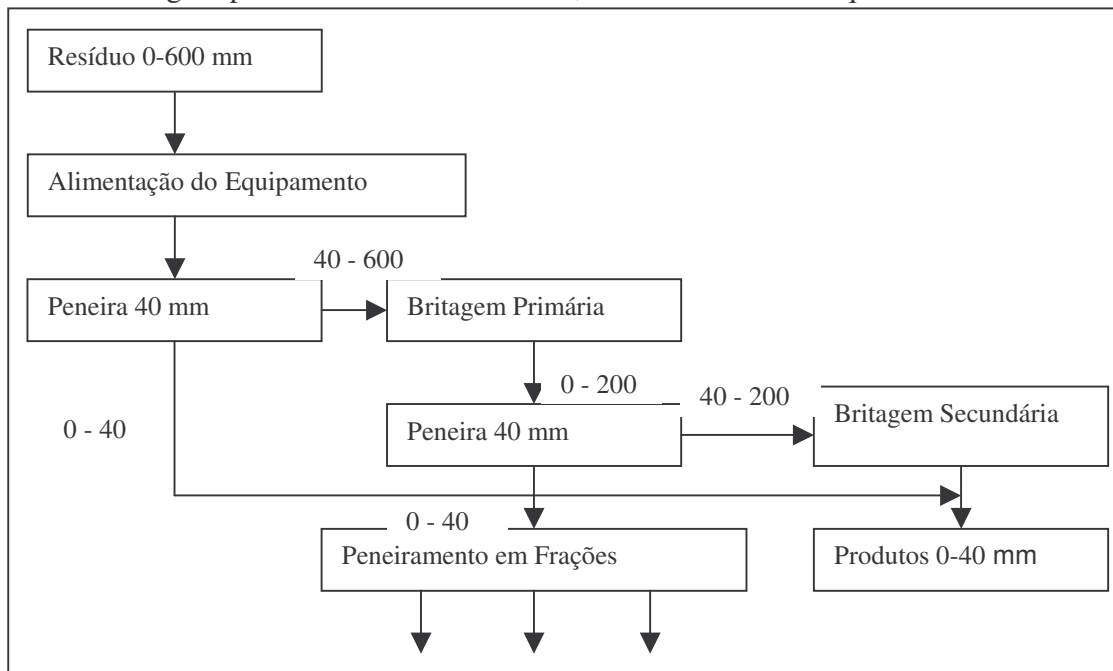 Resíduo 0-600 mm
Alimentação do Equipamento
40 - 600
Peneira 40 mm
Britagem Primária
0 - 200
40 - 200
Britagem Secundária
0 - 40
Peneira 40 mm
0 - 40
Peneiramento em Frações
Produtos 0-40 mm